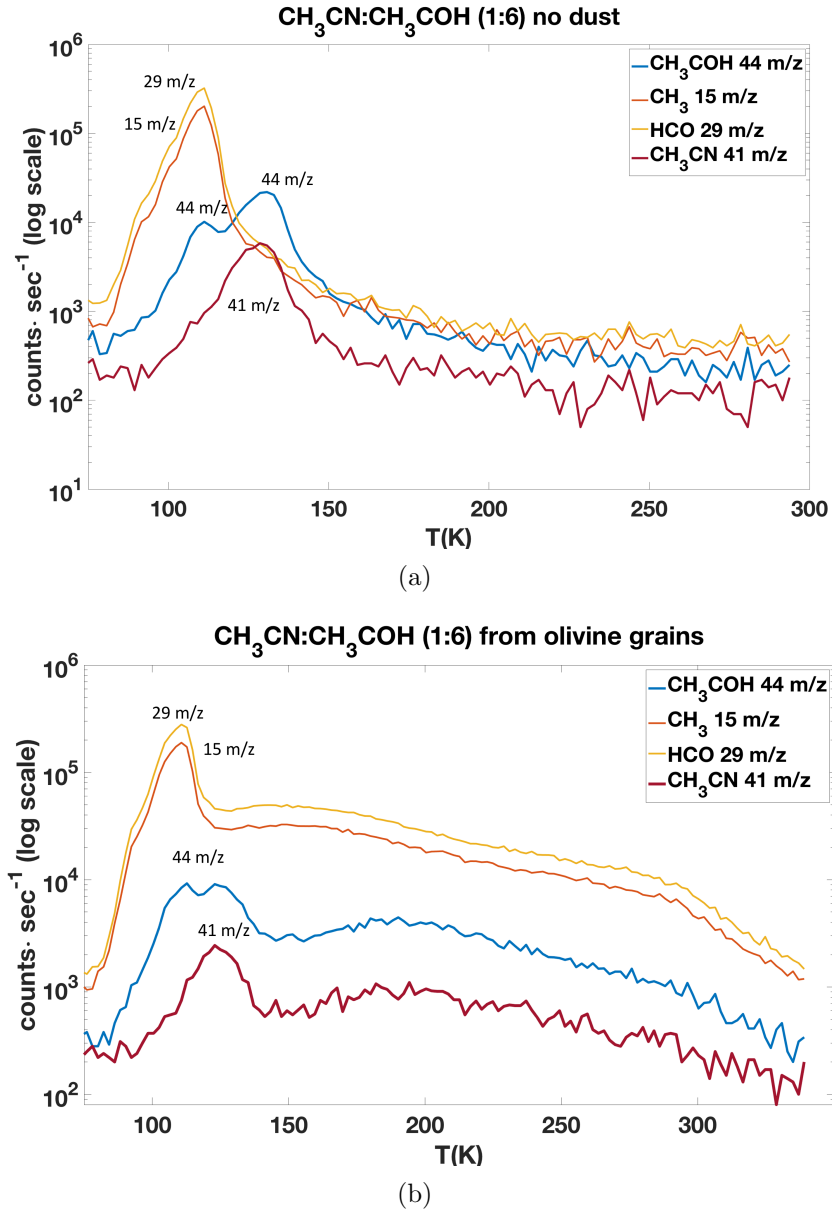 CH3CN:CH3COH (1:6) no dust
10^6
10^5
10^4
10^3
10^2
10^1
counts· sec^-1 (log scale)
CH3COH 44 m/z
CH3 15 m/z
HCO 29 m/z
CH3CN 41 m/z
29 m/z
15 m/z
44 m/z
44 m/z
41 m/z
100 150 200 250 300
T(K)
(a)
CH3CN:CH3COH (1:6) from olivine grains
10^6
10^5
10^4
10^3
10^2
counts· sec^-1 (log scale)
CH3COH 44 m/z
CH3 15 m/z
HCO 29 m/z
CH3CN 41 m/z
29 m/z
15 m/z
44 m/z
41 m/z
100 150 200 250 300
T(K)
(b)